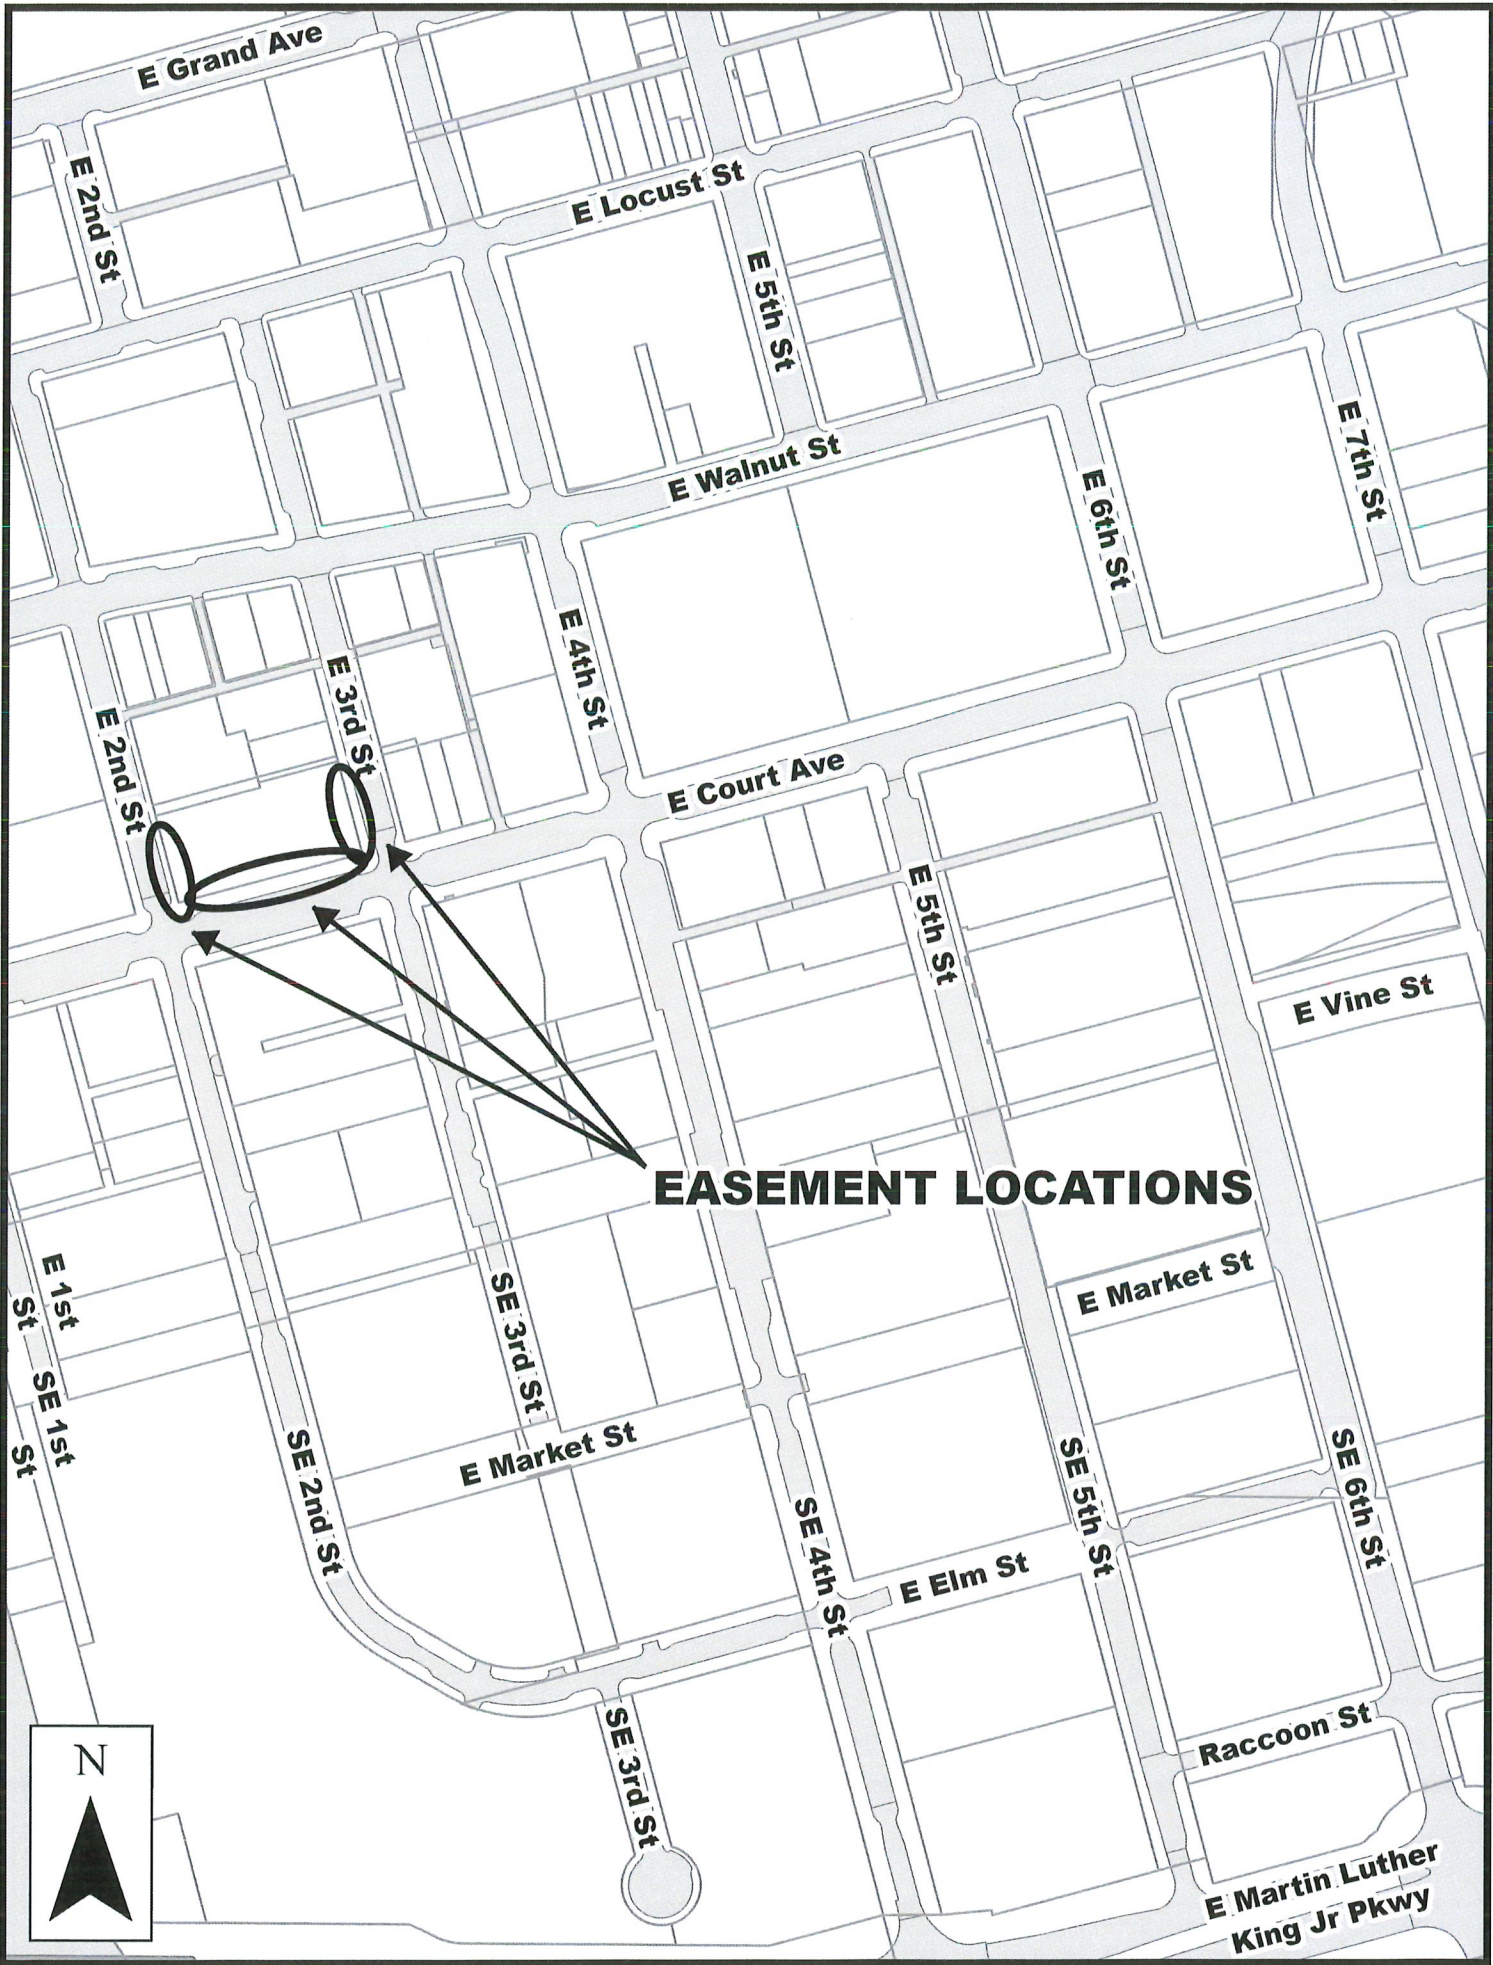 E Grand Ave
E 2nd St
E Locust St
E 5th St
E Walnut St
E 7th St
E 6th St
E 4th St
E 3rd St
E 2nd St
E Court Ave
E 5th St
E Vine St
EASEMENT LOCATIONS
E Market St
E 1st
St
SE 3rd St
SE 1st
St
E Market St
SE 2nd St
SE 5th St
SE 6th St
SE 4th St
E Elm St
SE 3rd St
Raccoon St
N
E Martin Luther
King Jr Pkwy